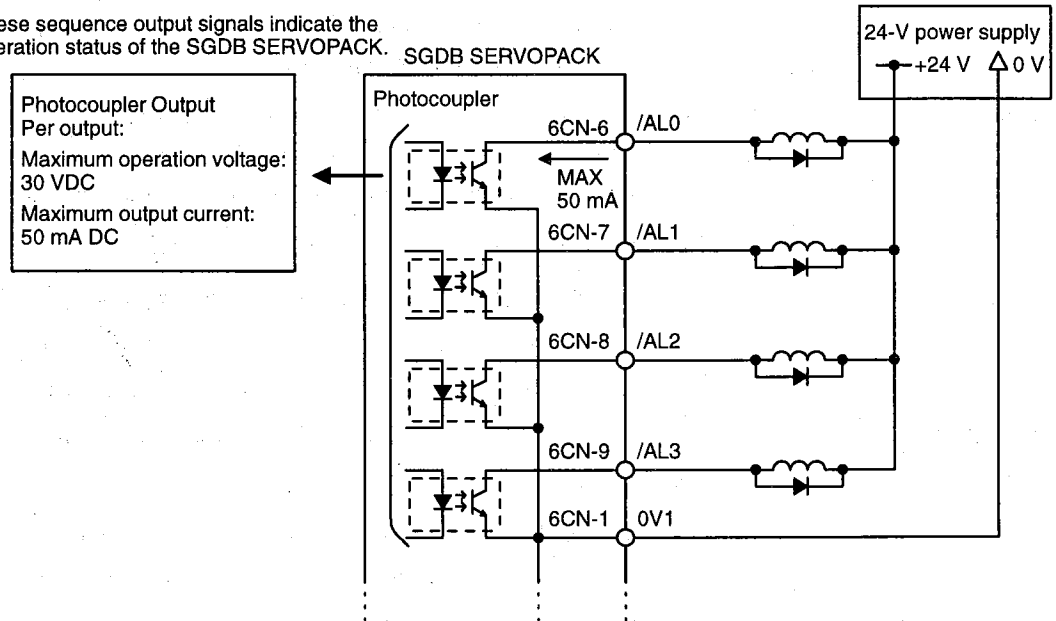 ese sequence output signals indicate the
eration status of the SGDB SERVOPACK.
SGDB SERVOPACK
24-V power supply
+24 V 0 V
Photocoupler Output
Per output:
Maximum operation voltage:
30 VDC
Maximum output current:
50 mA DC
Photocoupler
6CN-6 /AL0
MAX
50 mA
6CN-7 /AL1
6CN-8 /AL2
6CN-9 /AL3
6CN-1 0V1